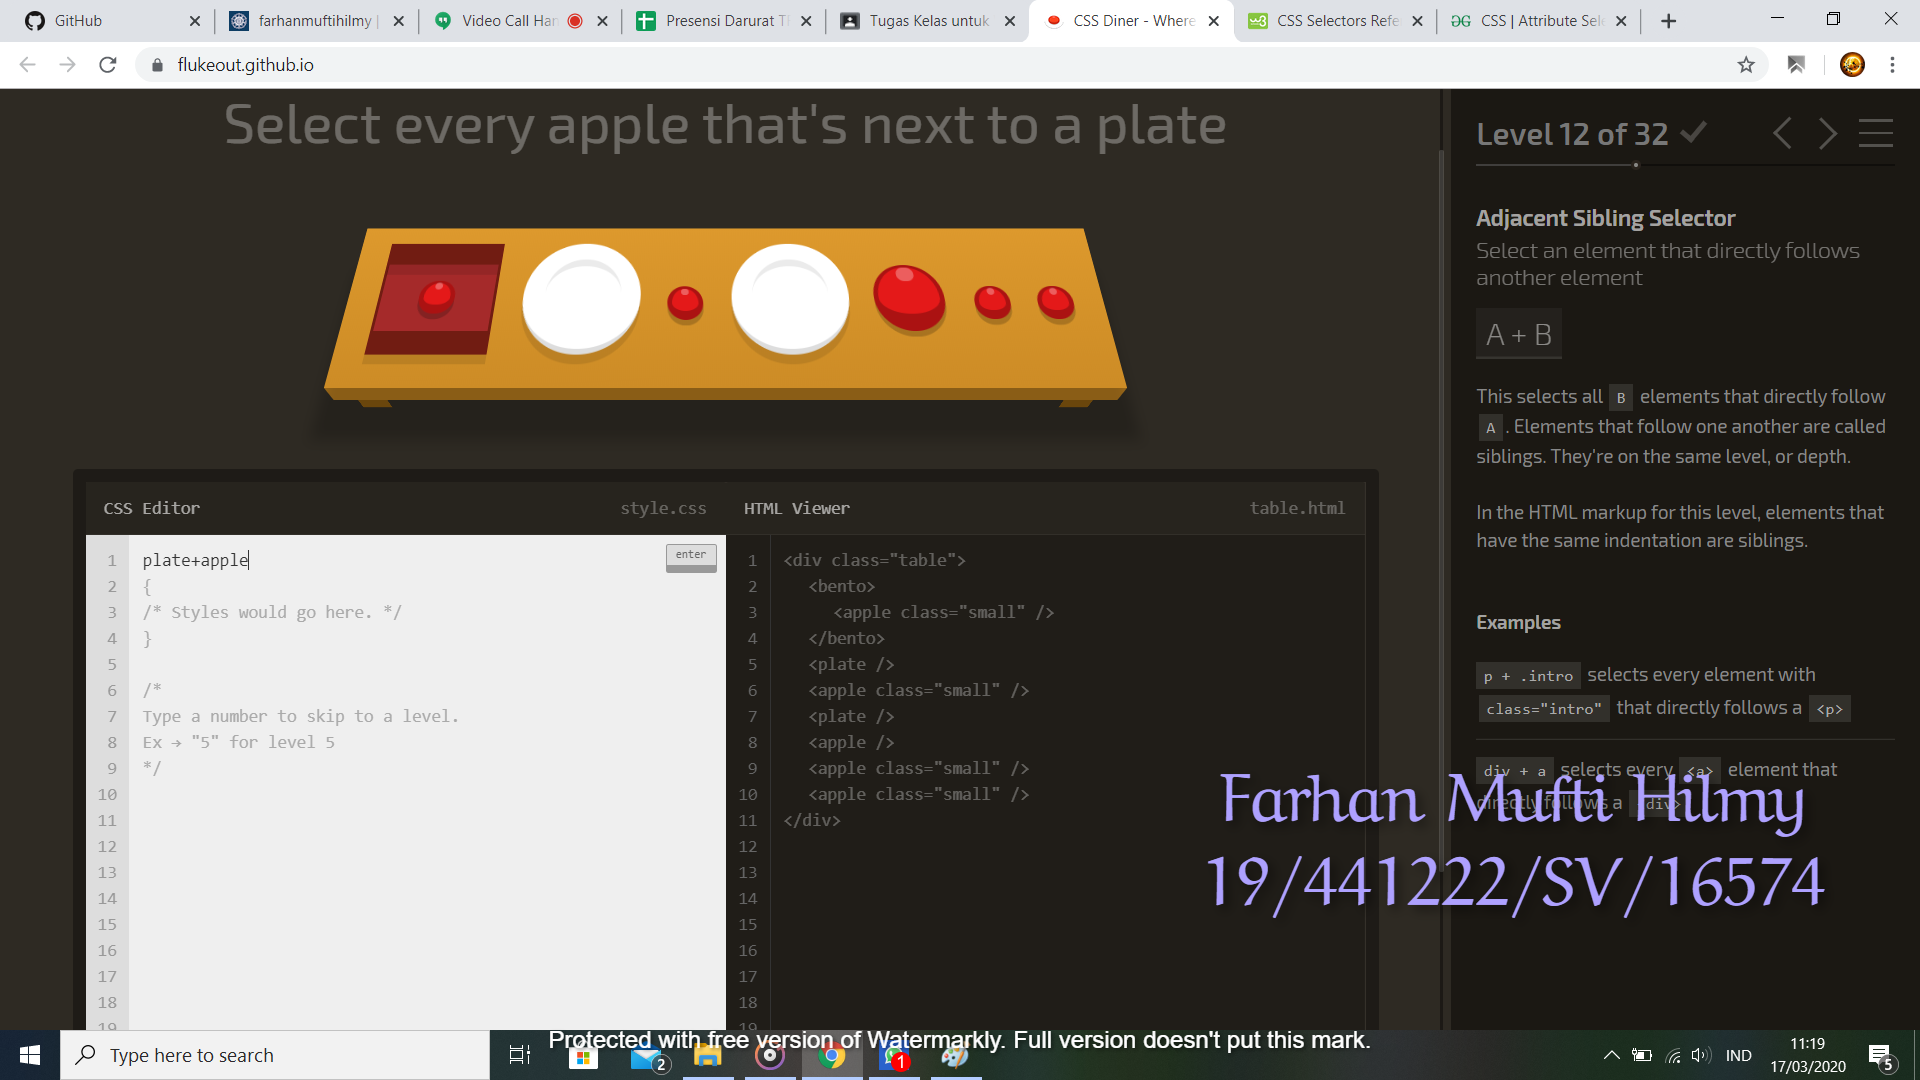 GitHub
farhanmuftihilmy |
Video Call Han
Presensi Darurat TI
Tugas Kelas untuk
CSS Diner - Where
CSS Selectors Refe
CSS | Attribute Sele
flukeout.github.io
Select every apple that's next to a plate
Level 12 of 32
Adjacent Sibling Selector
Select an element that directly follows
another element
A + B
This selects all B elements that directly follow
A . Elements that follow one another are called
siblings. They're on the same level, or depth.
In the HTML markup for this level, elements that
have the same indentation are siblings.
Examples
p + .intro selects every element with
class="intro" that directly follows a <p>
div + a selects every <a> element that
directly follows a <div>
CSS Editor
style.css
HTML Viewer
table.html
enter
1 plate+apple
2 {
3 /* Styles would go here. */
4 }
5
6 /*
7 Type a number to skip to a level.
8 Ex → "5" for level 5
9 */
10
11
12
13
14
15
16
17
18
19
1 <div class="table">
2 <bento>
3 <apple class="small" />
4 </bento>
5 <plate />
6 <apple class="small" />
7 <plate />
8 <apple />
9 <apple class="small" />
10 <apple class="small" />
11 </div>
12
13
14
15
16
17
18
19
Farhan Mufti Hilmy
19/441222/SV/16574
Protected with free version of Watermarkly. Full version doesn't put this mark.
Type here to search
2
1
IND
11:19
17/03/2020
5